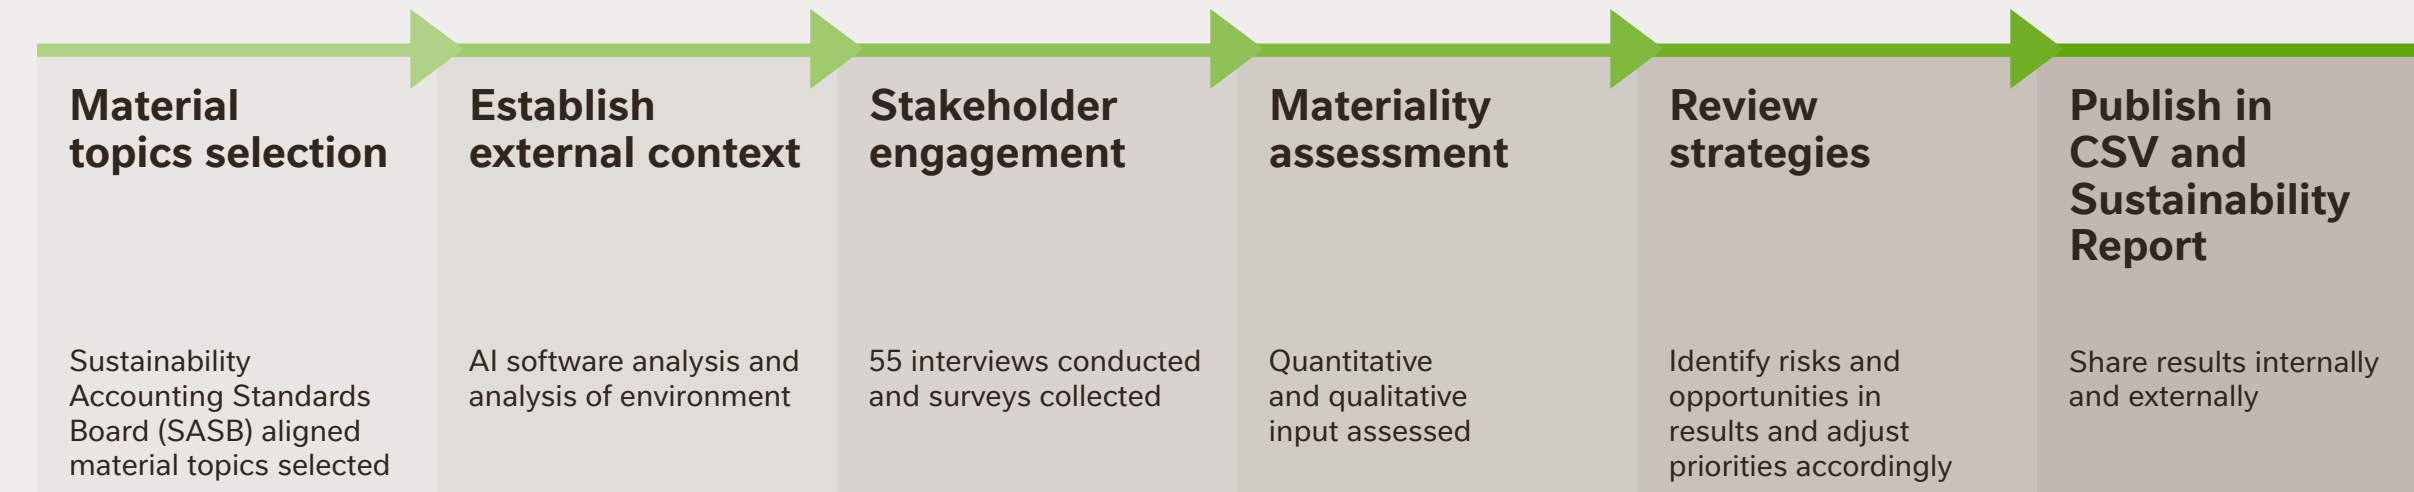 Material
topics selection
Sustainability
Accounting Standards
Board (SASB) aligned
material topics selected
Establish
external context
AI software analysis and
analysis of environment
Stakeholder
engagement
55 interviews conducted
and surveys collected
Materiality
assessment
Quantitative
and qualitative
input assessed
Review
strategies
Identify risks and
opportunities in
results and adjust
priorities accordingly
Publish in
CSV and
Sustainability
Report
Share results internally
and externally